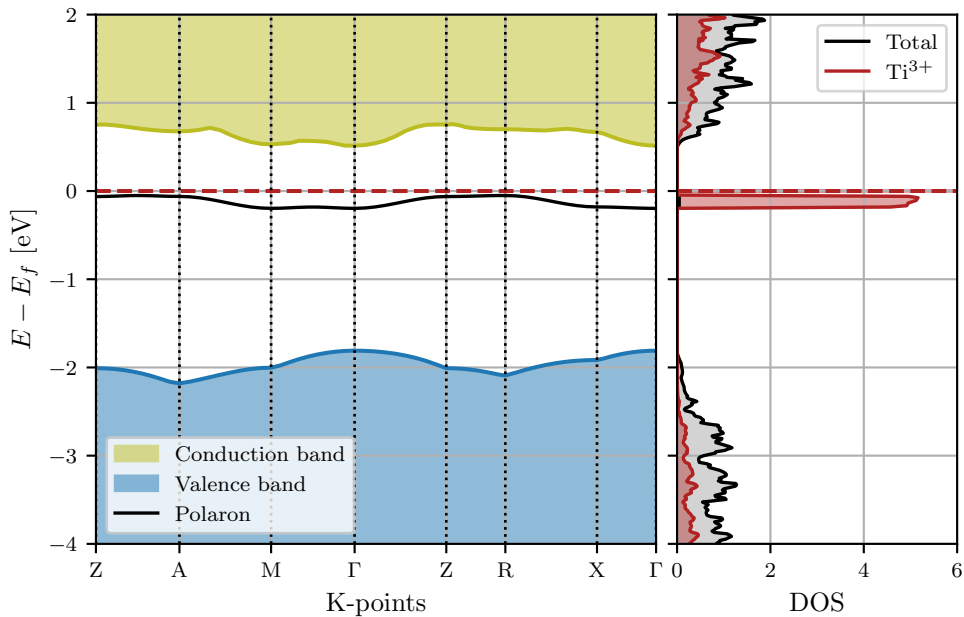 2
1
0
−1
−2
−3
−4
E − E_f [eV]
Conduction band
Valence band
Polaron
Z A M Γ Z R X Γ
K-points
Total
Ti³⁺
0 2 4 6
DOS